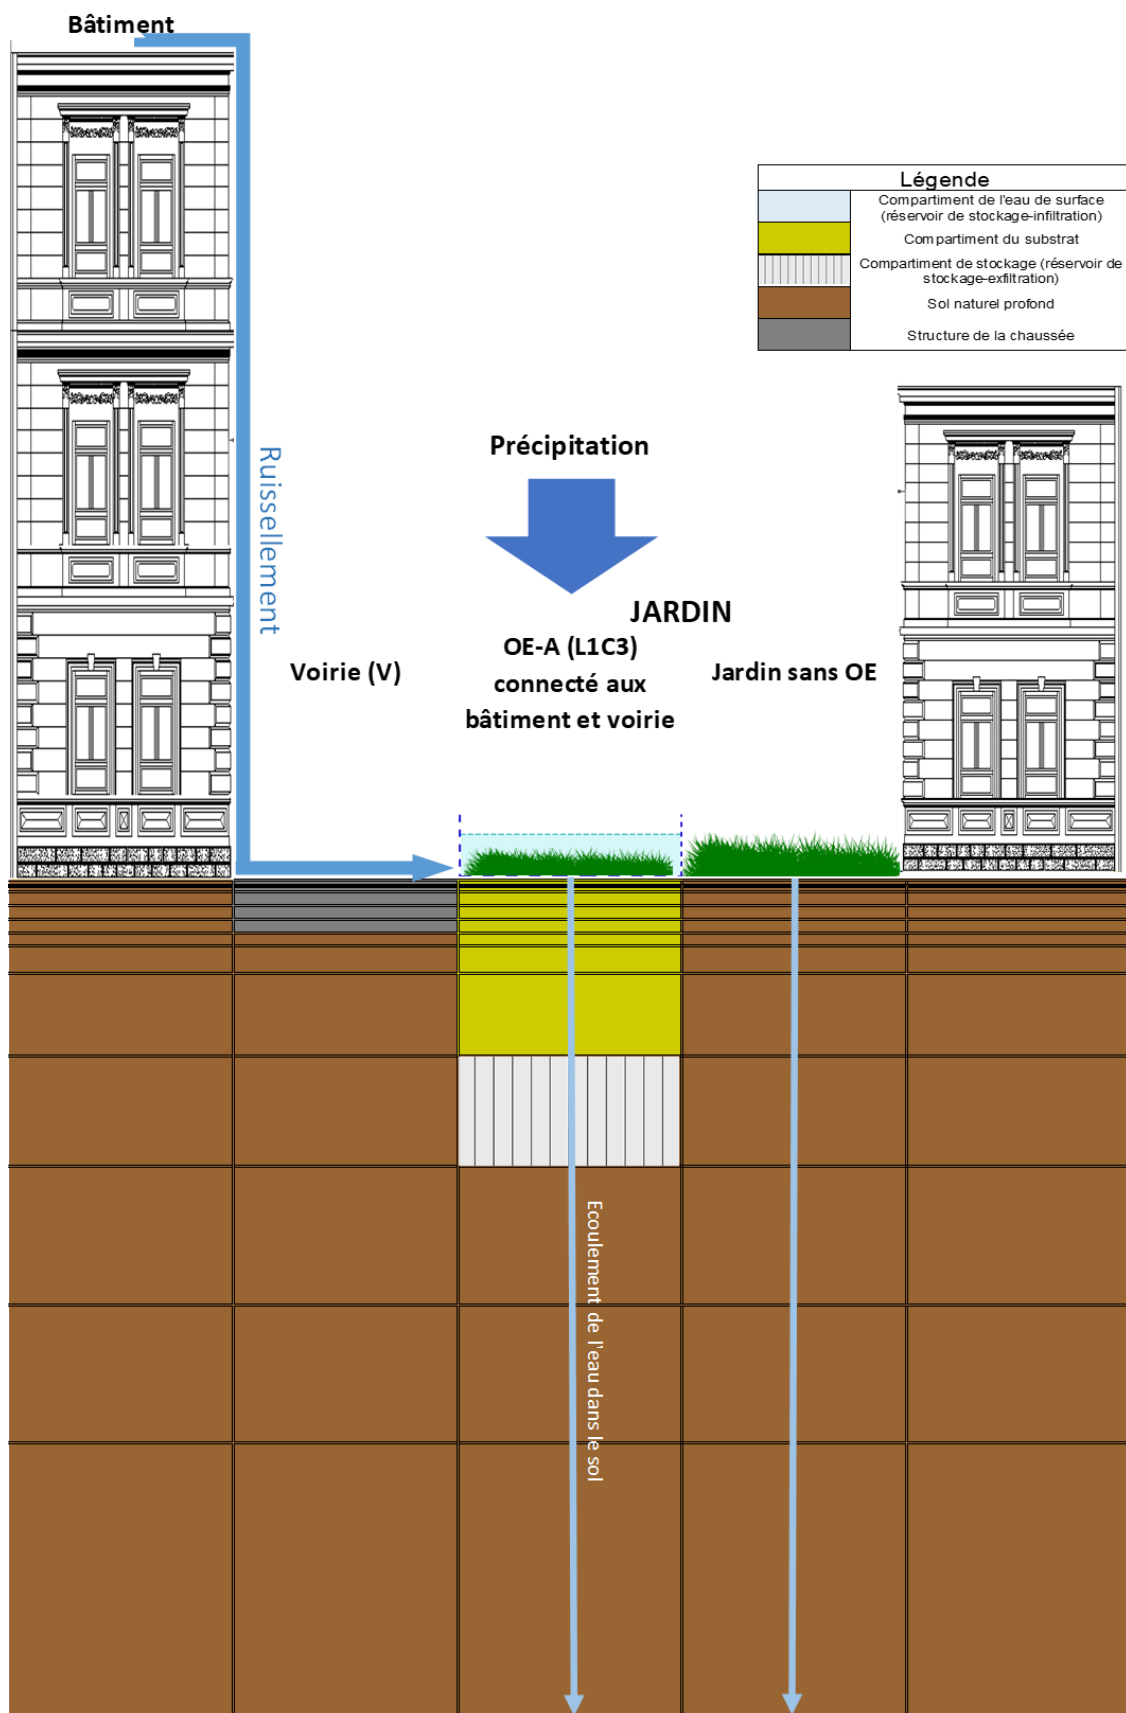 Bâtiment
Légende
Compartiment de l'eau de surface
(réservoir de stockage-infiltration)
Compartiment du substrat
Compartiment de stockage (réservoir de
stockage-exfiltration)
Sol naturel profond
Structure de la chaussée
Ruissellement
Précipitation
JARDIN
OE-A (L1C3)
connecté aux
bâtiment et voirie
Voirie (V)
Jardin sans OE
Ecoulement de l'eau dans le sol